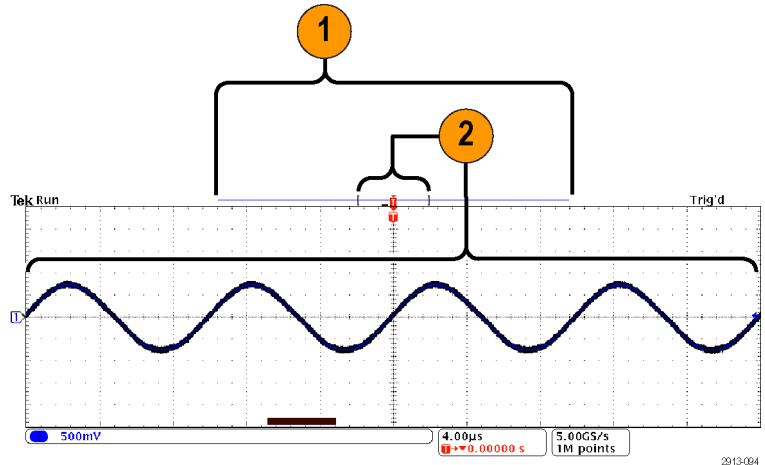 1
2
Tek Run
Trig'd
T
T
500mV
4.00µs
T→▼0.00000 s
5.00GS/s
1M points
2913-094